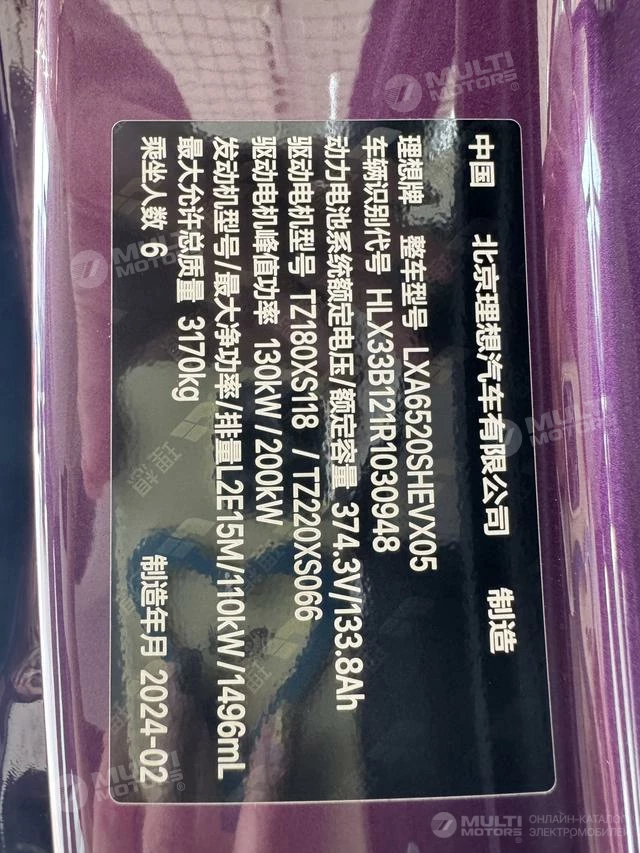 中国 北京理想汽车有限公司 制造
理想牌 整车型号 LXA6520SHEVX05
车辆识别代号 HLX33B121R1030948
动力电池系统额定电压/额定容量 374.3V/133.8Ah
驱动电机型号 TZ180XS118 /TZ220XS066
驱动电机峰值功率 130kW/200kW
发动机型号/最大净功率/排量L2E15M/110kW/1496mL
最大允许总质量 3170kg
乘坐人数 6 制造年月 2024-02
MULTI MOTORS®
MULTI MOTORS®
MULTI MOTORS®
MULTI MOTORS®
MULTI MOTORS®
ОНЛАЙН-КАТАЛО
ЭЛЕКТРОМОБИЛЕ